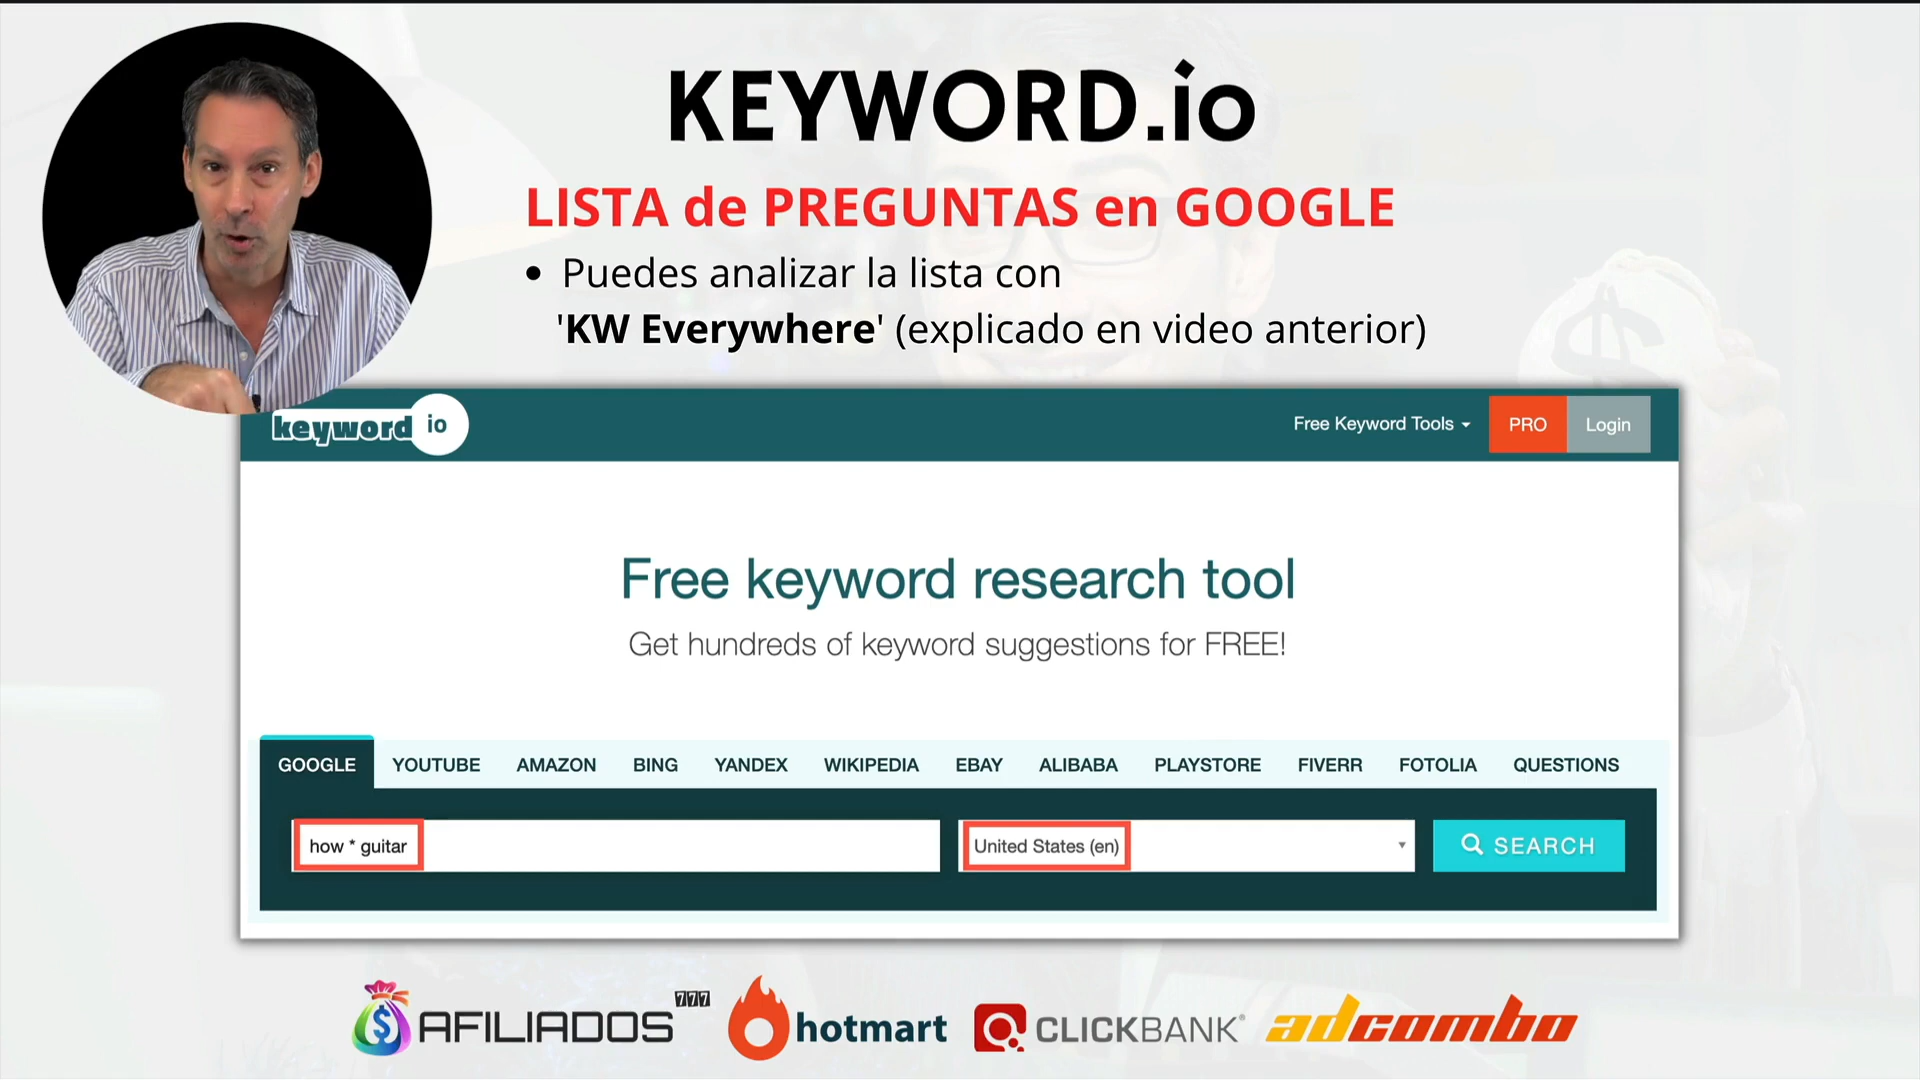 KEYWORD.io
LISTA de PREGUNTAS en GOOGLE
• Puedes analizar la lista con
'KW Everywhere' (explicado en video anterior)
keyword io
Free Keyword Tools
PRO
Login
Free keyword research tool
Get hundreds of keyword suggestions for FREE!
GOOGLE YOUTUBE AMAZON BING YANDEX WIKIPEDIA EBAY ALIBABA PLAYSTORE FIVERR FOTOLIA QUESTIONS
how * guitar
United States (en)
SEARCH
AFILIADOS 777
hotmart
CLICKBANK
adcombo